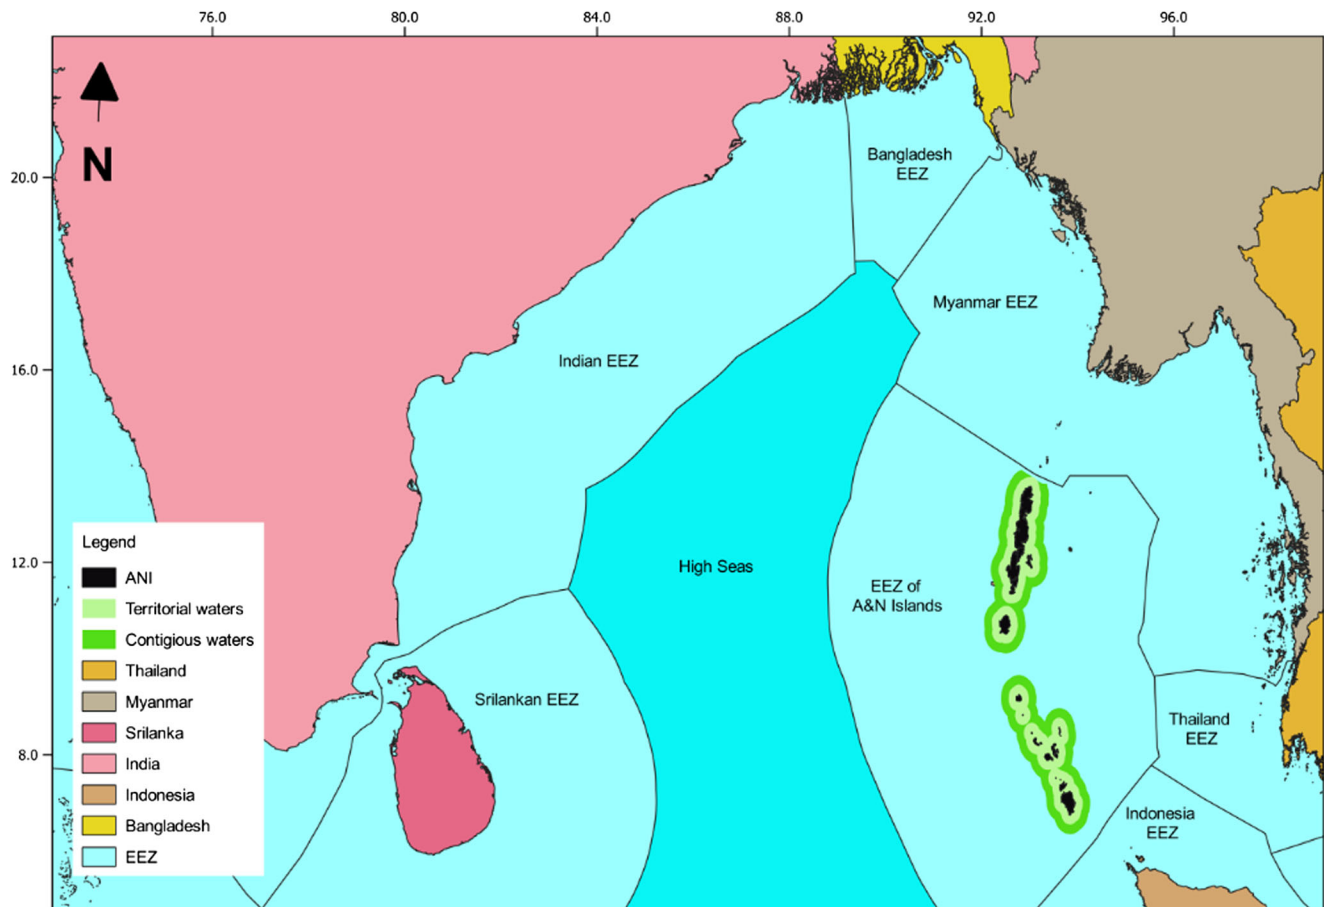 76.0 80.0 84.0 88.0 92.0 96.0
N
20.0
16.0
12.0
8.0
Bangladesh
EEZ
Myanmar EEZ
Indian EEZ
High Seas
EEZ of
A&N Islands
Srilankan EEZ
Thailand
EEZ
Indonesia
EEZ
Legend
ANI
Territorial waters
Contigious waters
Thailand
Myanmar
Srilanka
India
Indonesia
Bangladesh
EEZ